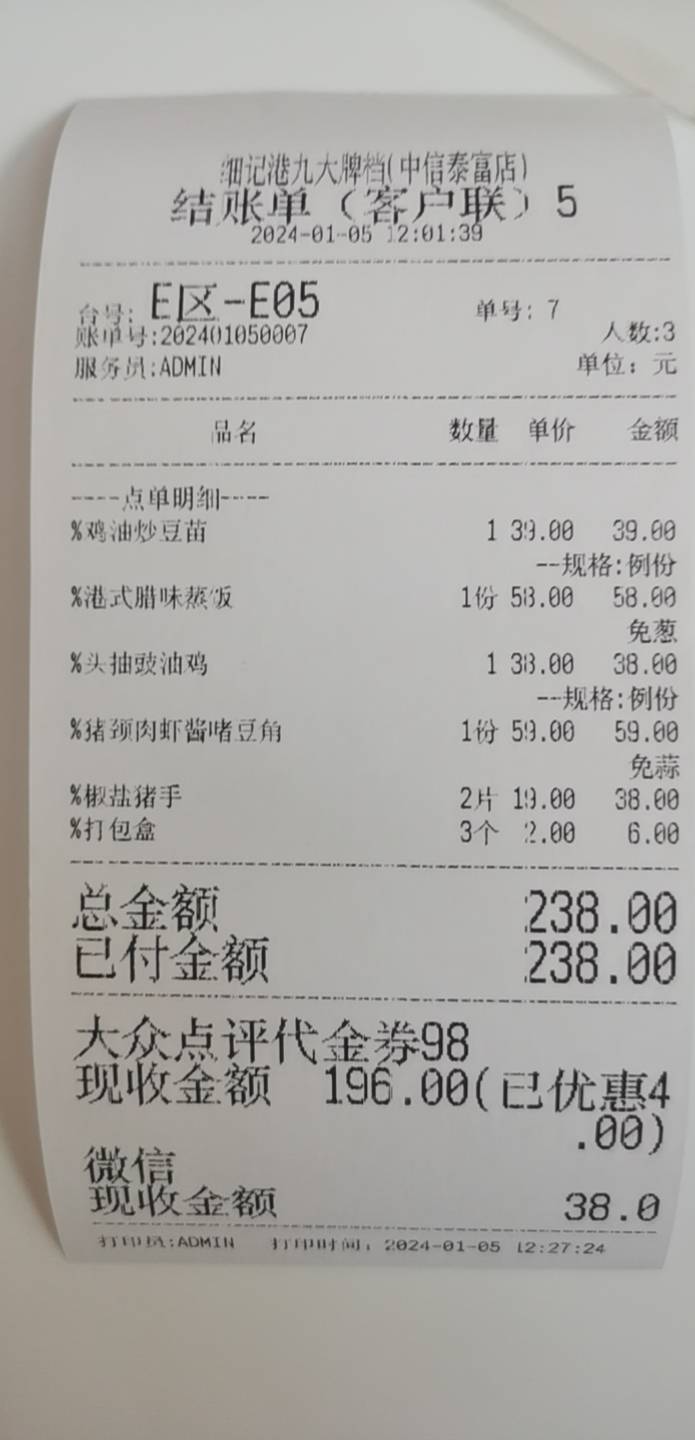 细记港九大牌档(中信泰富店)
结账单（客户联）5
2024-01-05 12:01:39
台号: E区-E05 单号: 7
账单号:202401050007 人数:3
服务员:ADMIN 单位: 元
品名 数量 单价 金额
----点单明细----
%鸡油炒豆苗 1 39.00 39.00
--规格:例份
%港式腊味蒸饭 1份 58.00 58.00
免葱
%头抽豉油鸡 1 38.00 38.00
--规格:例份
%猪颈肉虾酱啫豆角 1份 59.00 59.00
免蒜
%椒盐猪手 2片 19.00 38.00
%打包盒 3个 2.00 6.00
总金额 238.00
已付金额 238.00
大众点评代金券98
现收金额 196.00(已优惠4
.00)
微信
现收金额 38.0
打印员:ADMIN 打印时间: 2024-01-05 12:27:24